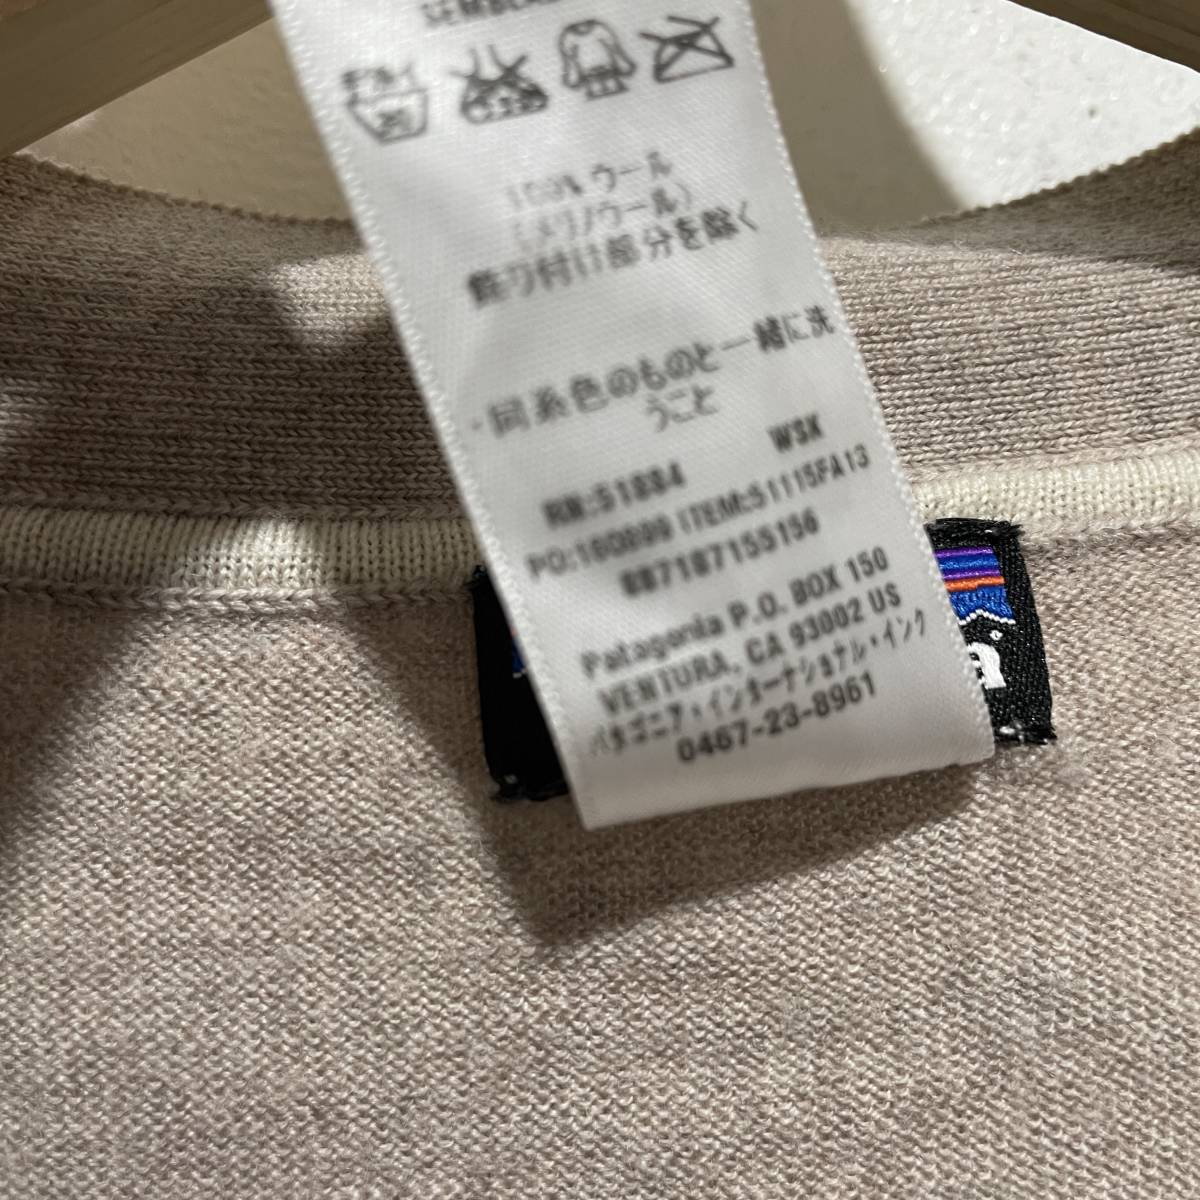 100% ウール
(メリノウール)
飾り付け部分を除く
・同系色のものと一緒に洗
うこと
WSK
RN:51884
PO:160899 ITEM:51115FA13
887187155156
Patagonia P.O. BOX 150
VENTURA, CA 93002 US
パタゴニア・インターナショナル・インク
0467-23-8961
a